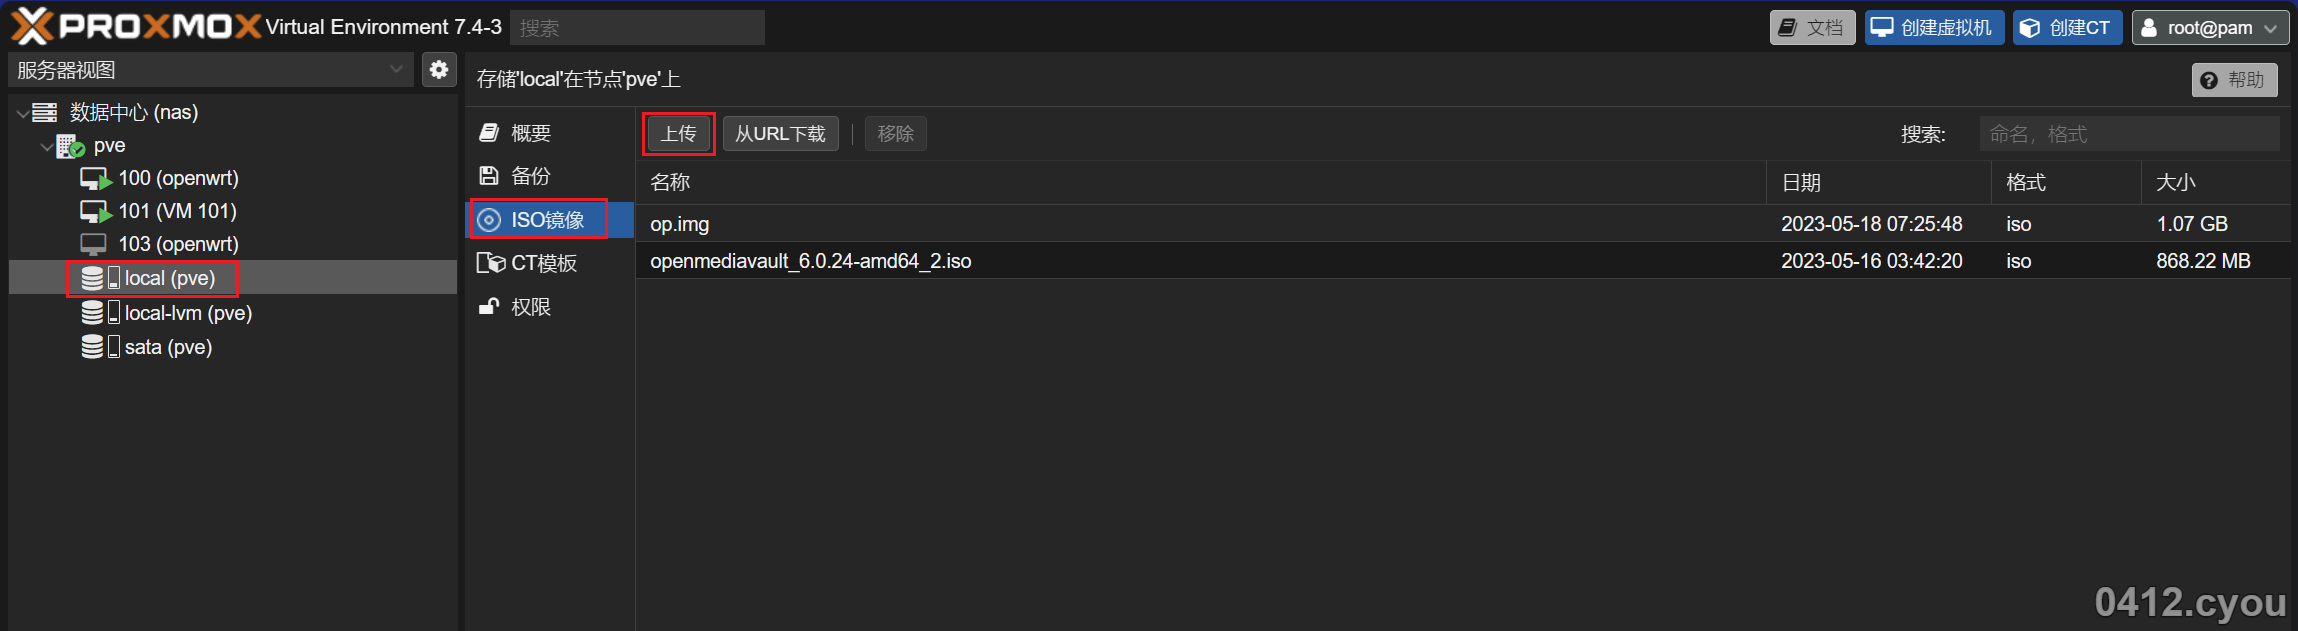 PROXMOX Virtual Environment 7.4-3 搜索 文档 创建虚拟机 创建CT root@pam
服务器视图
存储'local'在节点'pve'上 帮助
数据中心 (nas)
pve
100 (openwrt)
101 (VM 101)
103 (openwrt)
local (pve)
local-lvm (pve)
sata (pve)
概要
备份
ISO镜像
CT模板
权限
上传 从URL下载 移除 搜索: 命名，格式
名称 日期 格式 大小
op.img 2023-05-18 07:25:48 iso 1.07 GB
openmediavault_6.0.24-amd64_2.iso 2023-05-16 03:42:20 iso 868.22 MB
0412.cyou